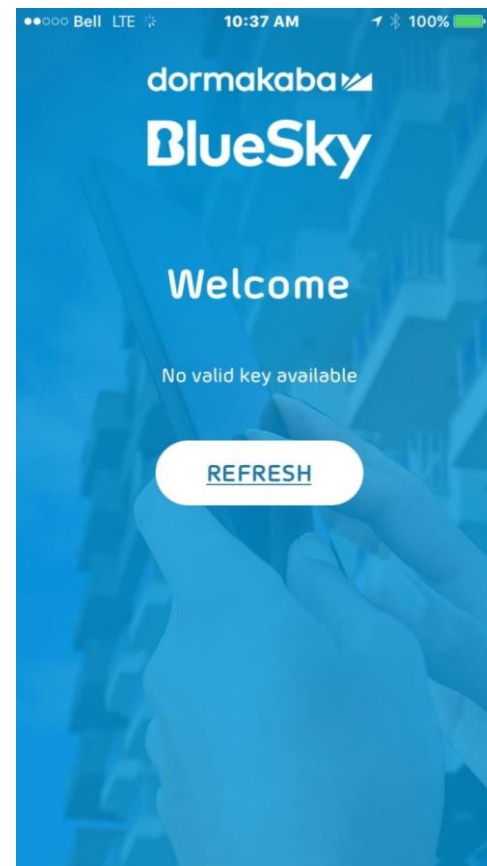 Bell LTE 10:37 AM 100%
dormakaba
BlueSky
Welcome
No valid key available
REFRESH